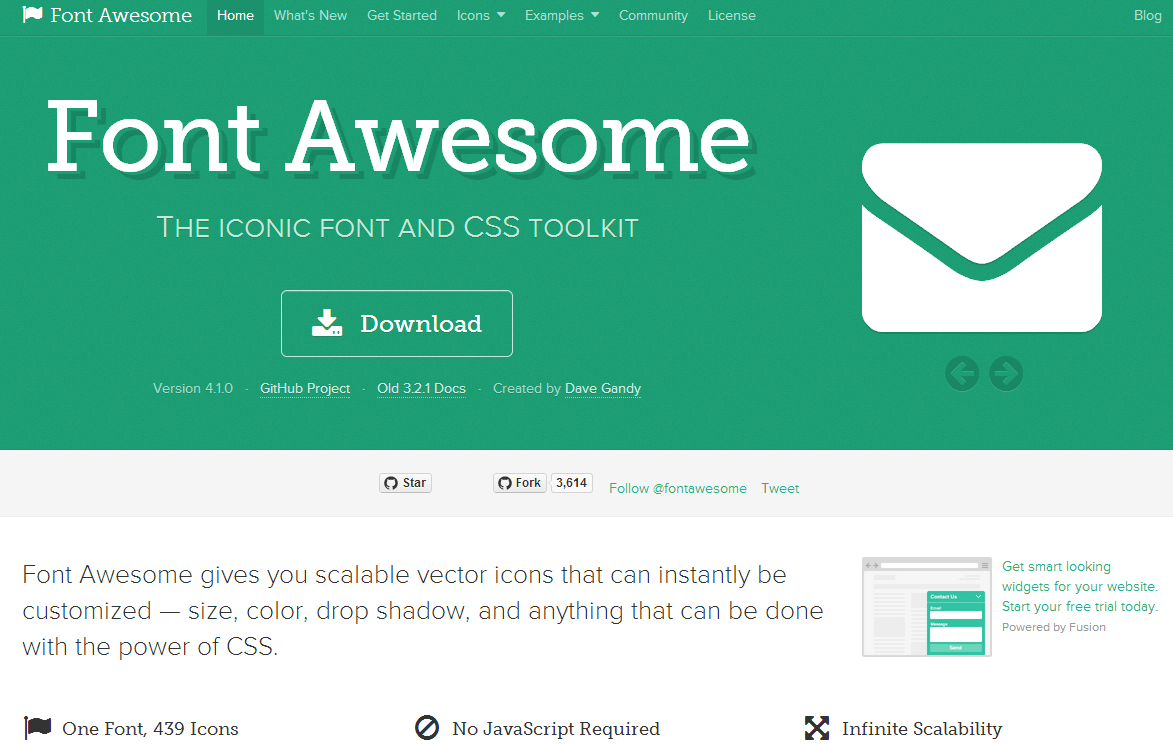 Font Awesome Home What's New Get Started Icons Examples Community License Blog
Font Awesome
THE ICONIC FONT AND CSS TOOLKIT
Download
Version 4.1.0 · GitHub Project · Old 3.2.1 Docs · Created by Dave Gandy
Star Fork 3,614 Follow @fontawesome Tweet
Font Awesome gives you scalable vector icons that can instantly be
customized — size, color, drop shadow, and anything that can be done
with the power of CSS.
Contact Us
Email
Message
Send
Get smart looking
widgets for your website.
Start your free trial today.
Powered by Fusion
One Font, 439 Icons No JavaScript Required Infinite Scalability